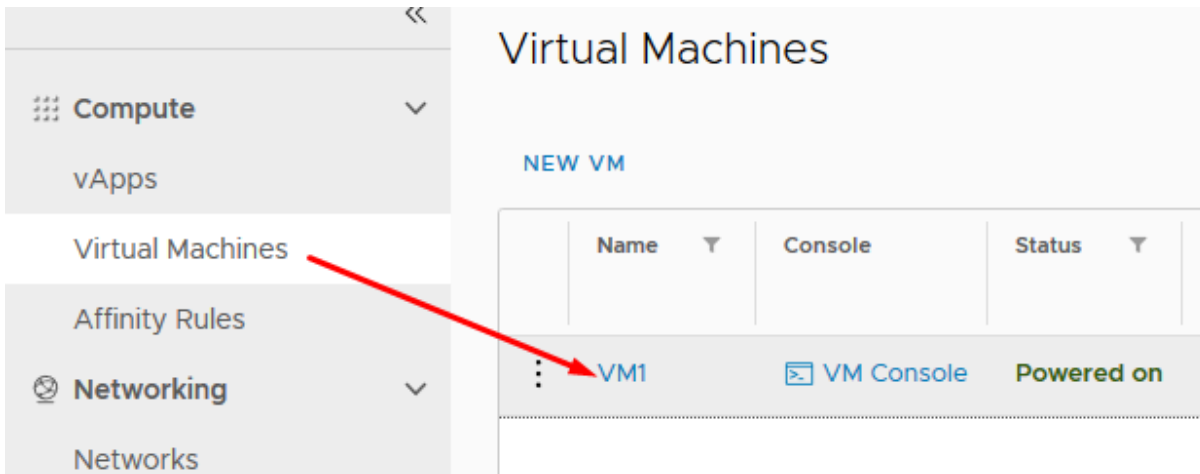 Virtual Machines
Compute
vApps
Virtual Machines
Affinity Rules
Networking
Networks
NEW VM
Name Console Status
VM1 VM Console Powered on